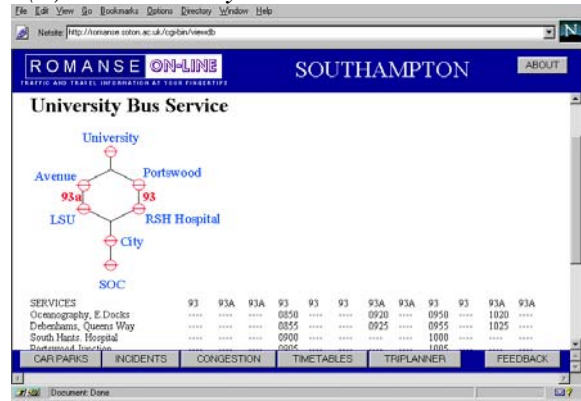 File Edit View Go Bookmarks Options Directory Window Help
Netsite: http://romanse.soton.ac.uk/cgi-bin/viewdb
N
ROMANSE ON-LINE
TRAFFIC AND TRAVEL INFORMATION AT YOUR FINGERTIPS
SOUTHAMPTON
ABOUT
University Bus Service
University
Avenue
Portswood
93a
93
LSU
RSH Hospital
City
SOC
SERVICES 93 93A 93A 93 93 93 93A 93A 93 93 93A 93A
Oceanography, E.Docks ---- ---- ---- 0850 ---- ---- 0920 ---- 0950 ---- 1020 ----
Debenhams, Queens Way ---- ---- ---- 0855 ---- ---- 0925 ---- 0955 ---- 1025 ----
South Hants. Hospital ---- ---- ---- 0900 ---- ---- ---- ---- 1000 ---- ---- ----
Portswood Junction ---- ---- ---- 0905 ---- ---- ---- ---- 1005 ---- ---- ----
CAR PARKS INCIDENTS CONGESTION TIMETABLES TRIPLANNER FEEDBACK
Document: Done